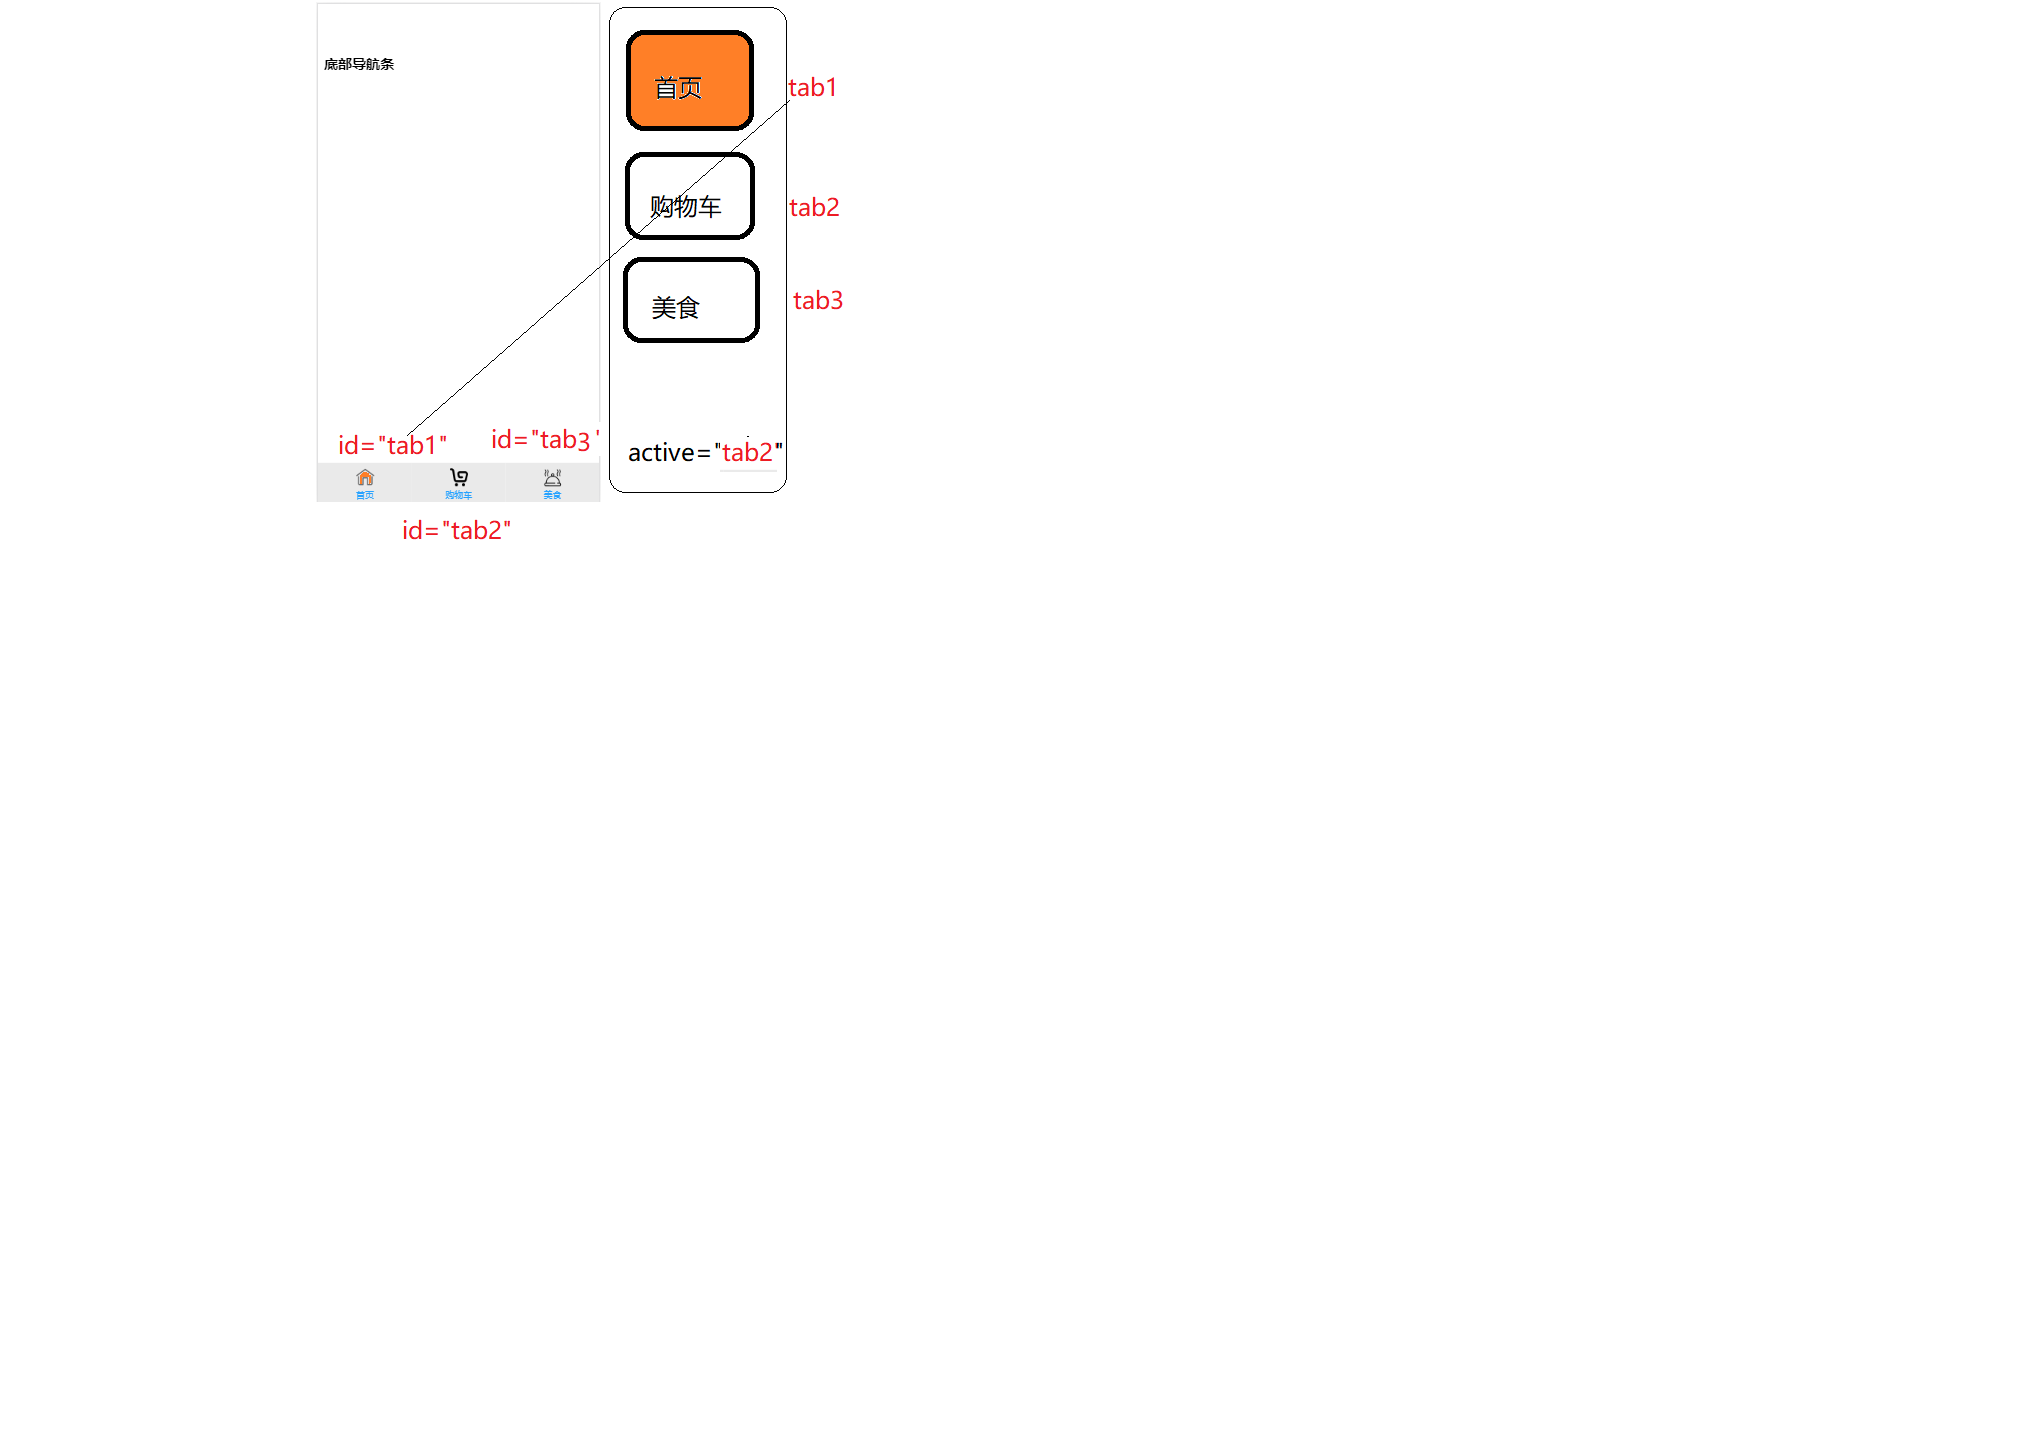 底部导航条
id="tab1"
id="tab3"
首页
购物车
美食
id="tab2"
首页
tab1
购物车
tab2
美食
tab3
active="tab2"